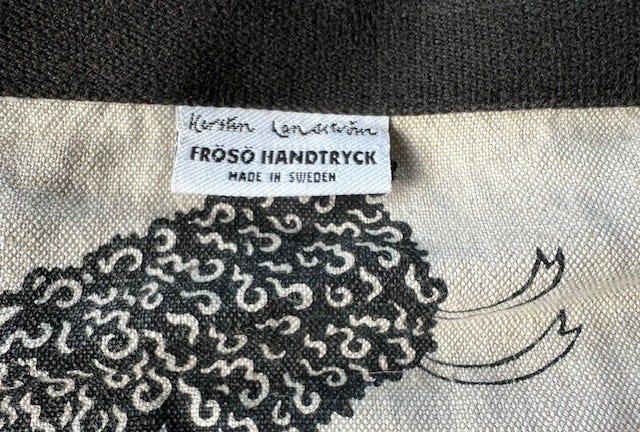 Kerstin Landström
FRÖSÖ HANDTRYCK
MADE IN SWEDEN